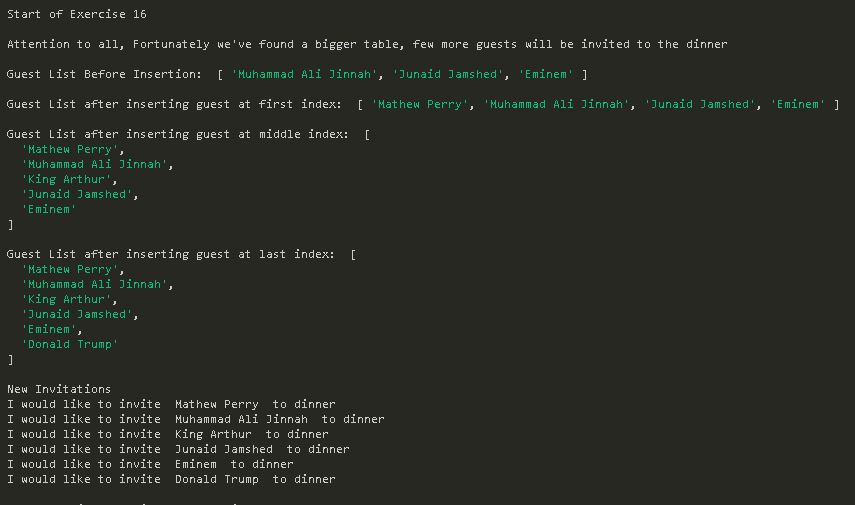 Start of Exercise 16
Attention to all, Fortunately we've found a bigger table, few more guests will be invited to the dinner
Guest List Before Insertion:  [ 'Muhammad Ali Jinnah', 'Junaid Jamshed', 'Eminem' ]
Guest List after inserting guest at first index:  [ 'Mathew Perry', 'Muhammad Ali Jinnah', 'Junaid Jamshed', 'Eminem' ]
Guest List after inserting guest at middle index:  [
  'Mathew Perry',
  'Muhammad Ali Jinnah',
  'King Arthur',
  'Junaid Jamshed',
  'Eminem'
]
Guest List after inserting guest at last index:  [
  'Mathew Perry',
  'Muhammad Ali Jinnah',
  'King Arthur',
  'Junaid Jamshed',
  'Eminem',
  'Donald Trump'
]
New Invitations
I would like to invite  Mathew Perry  to dinner
I would like to invite  Muhammad Ali Jinnah  to dinner
I would like to invite  King Arthur  to dinner
I would like to invite  Junaid Jamshed  to dinner
I would like to invite  Eminem  to dinner
I would like to invite  Donald Trump  to dinner